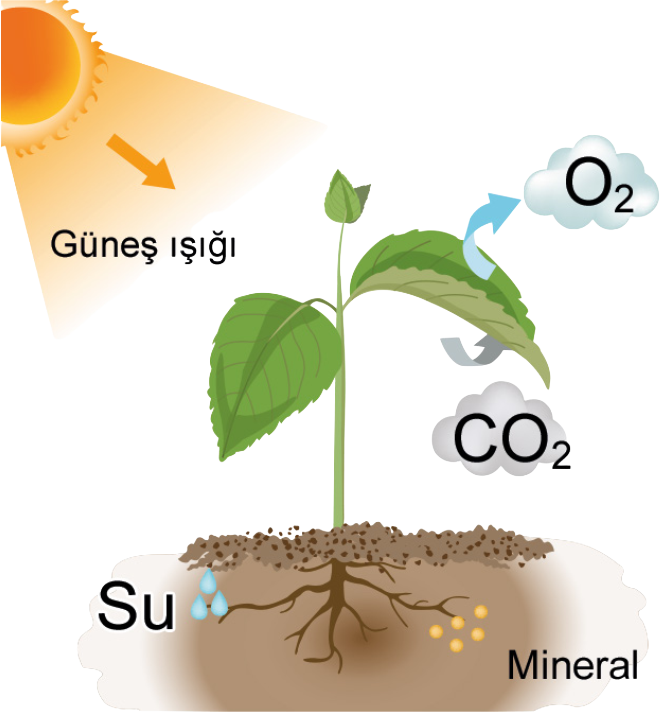 Güneş ışığı
O₂
CO₂
Su
Mineral